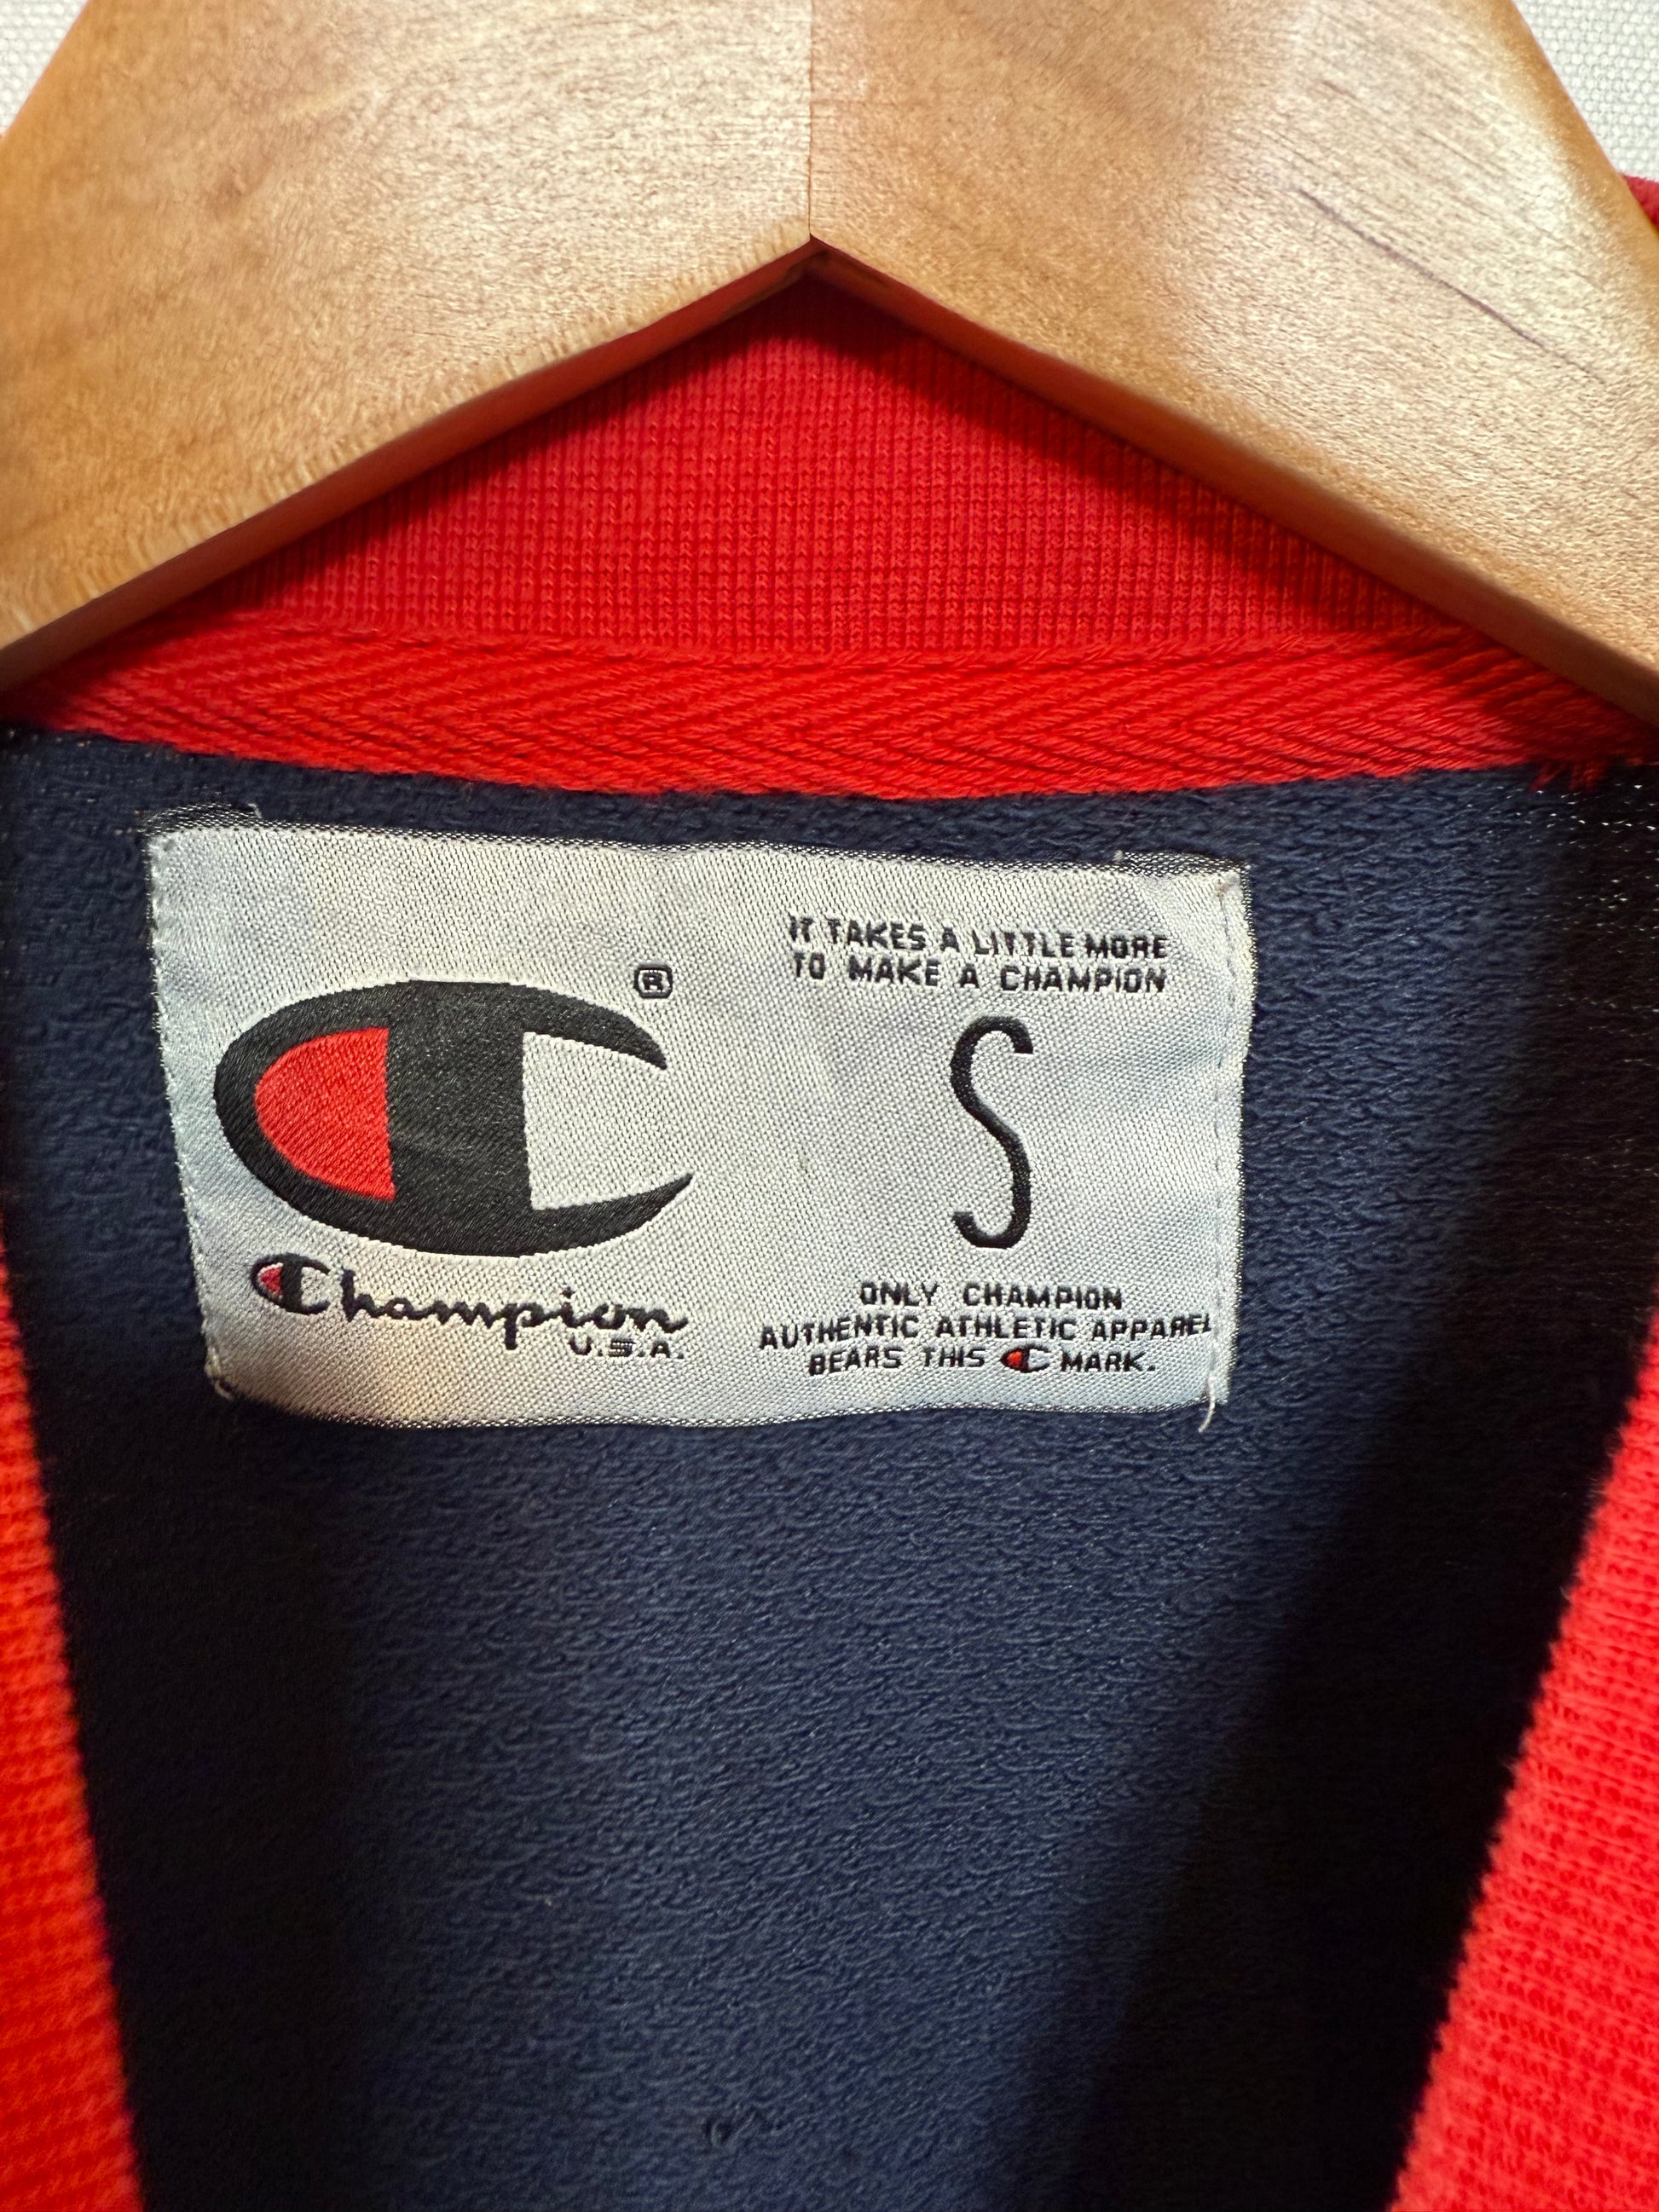 ®
IT TAKES A LITTLE MORE
TO MAKE A CHAMPION
S
Champion
U.S.A.
ONLY CHAMPION
AUTHENTIC ATHLETIC APPAREL
BEARS THIS C MARK.